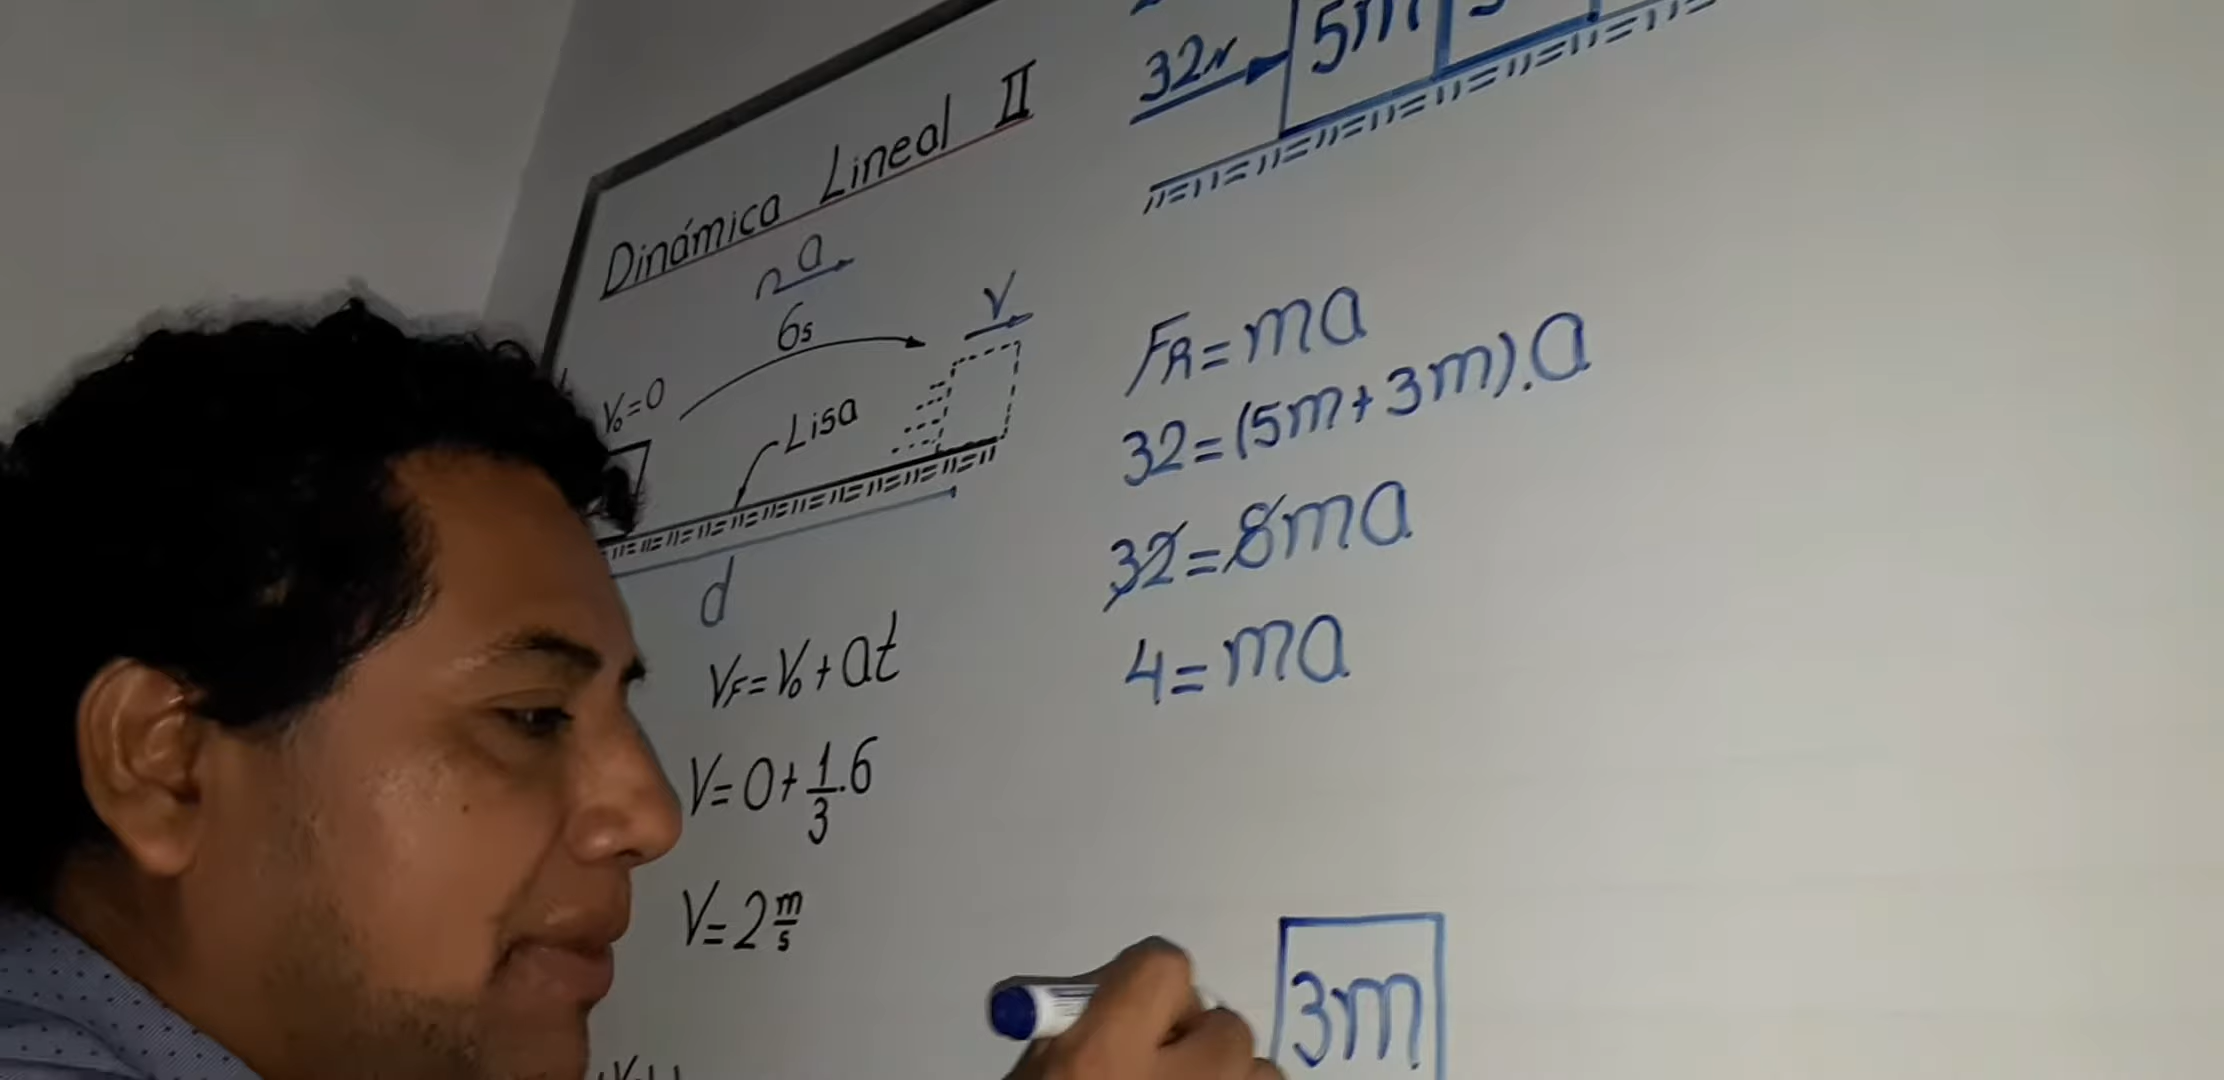 Dinámica Lineal II
a
6s
V
V₀=0
Lisa
d
V_F=V₀+at
V=0+1/3.6
V=2 m/s
32N
5m
F_R=ma
32=(5m+3m).a
32=8ma
4=ma
3m